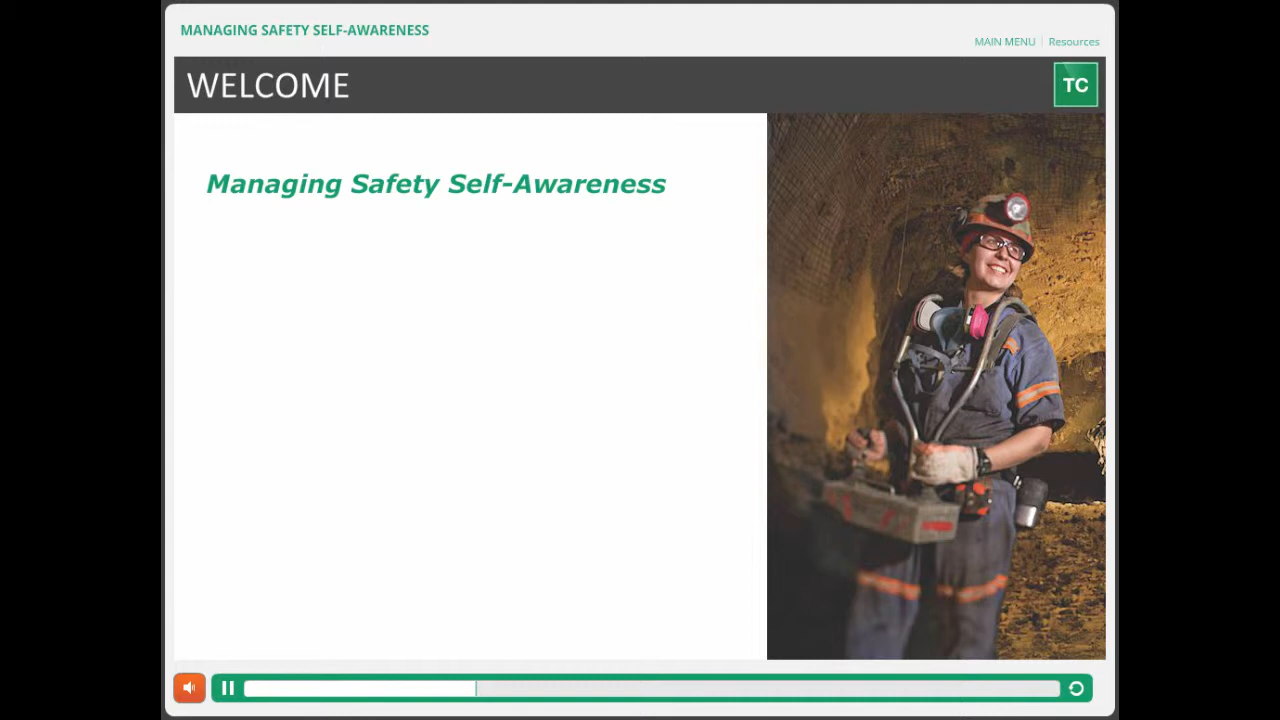 MANAGING SAFETY SELF-AWARENESS
MAIN MENU
Resources
WELCOME
TC
Managing Safety Self-Awareness